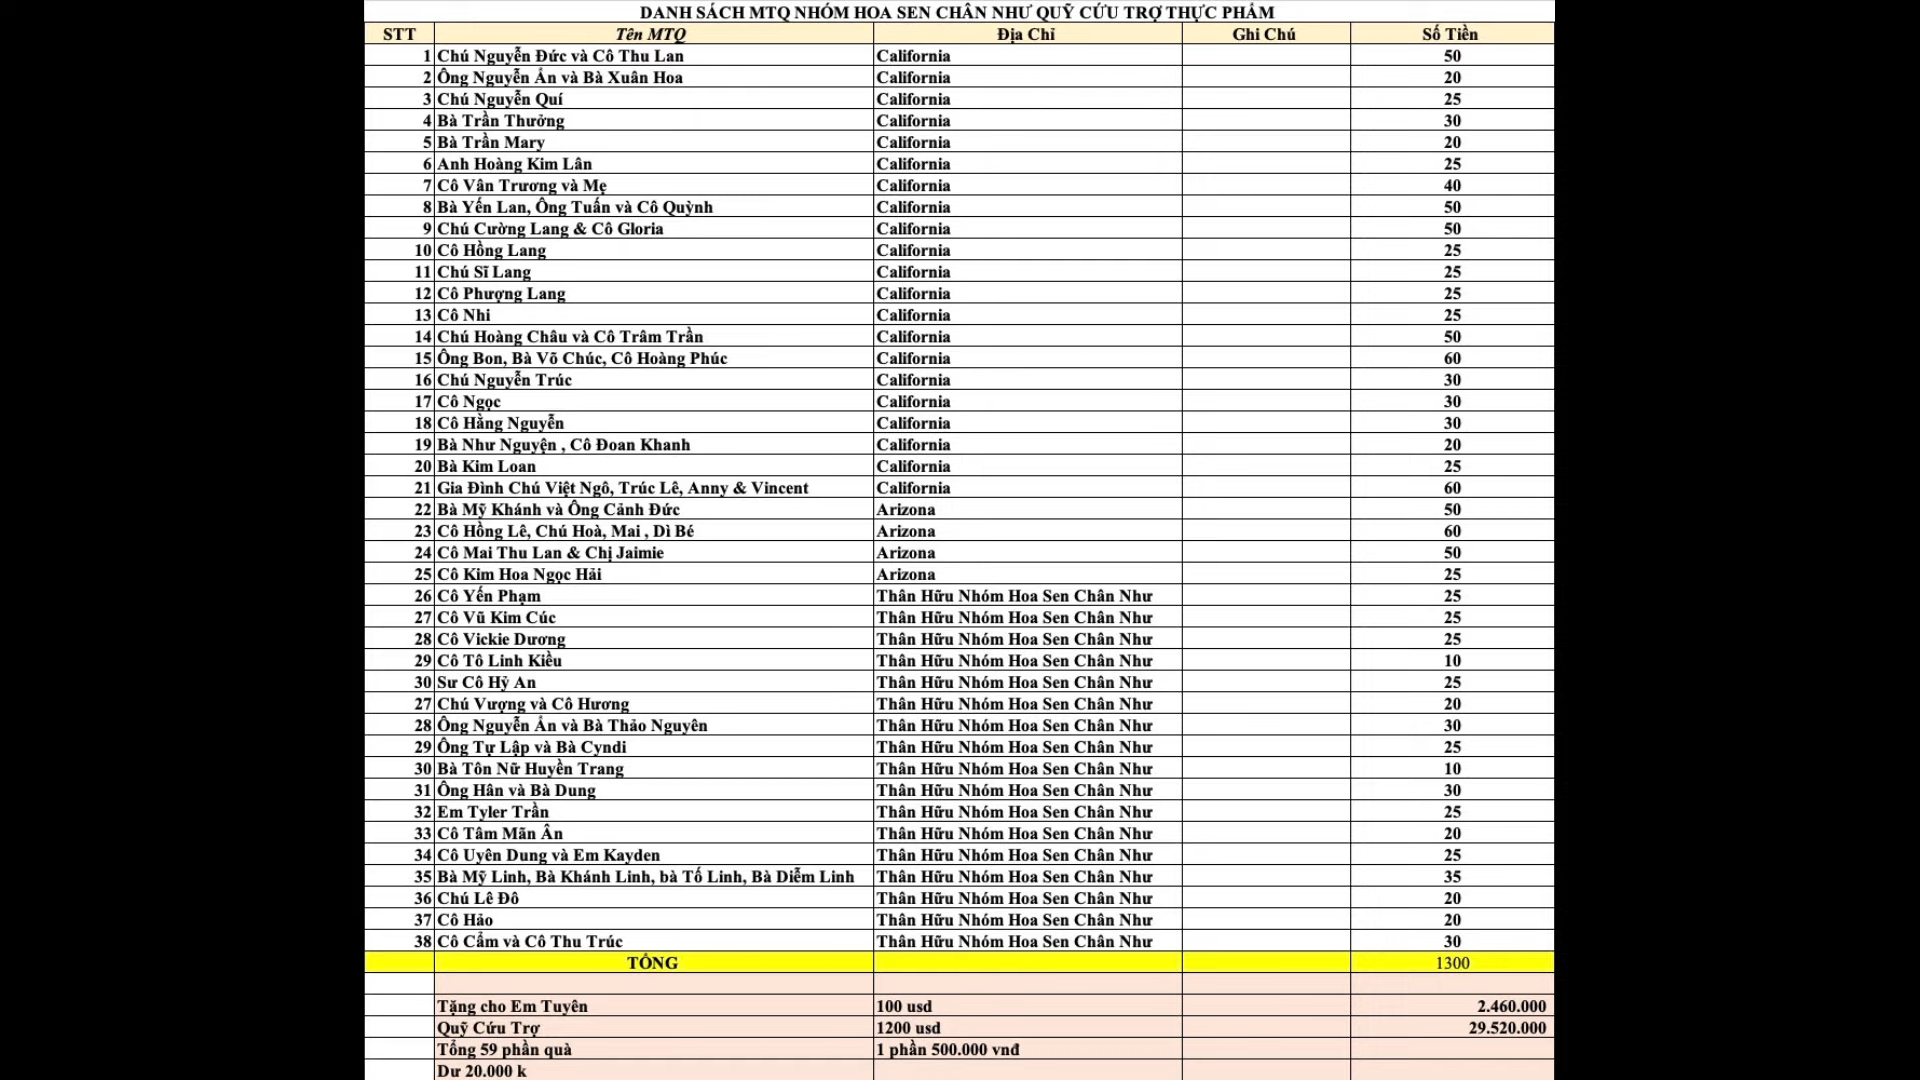 DANH SÁCH MTQ NHÓM HOA SEN CHÂN NHƯ QUỸ CỨU TRỢ THỰC PHẨM
STT Tên MTQ Địa Chỉ Ghi Chú Số Tiền
1 Chú Nguyễn Đức và Cô Thu Lan California 50
2 Ông Nguyễn Ẩn và Bà Xuân Hoa California 20
3 Chú Nguyễn Quí California 25
4 Bà Trần Thưởng California 30
5 Bà Trần Mary California 20
6 Anh Hoàng Kim Lân California 25
7 Cô Vân Trương và Mẹ California 40
8 Bà Yến Lan, Ông Tuấn và Cô Quỳnh California 50
9 Chú Cường Lang & Cô Gloria California 50
10 Cô Hồng Lang California 25
11 Chú Sĩ Lang California 25
12 Cô Phượng Lang California 25
13 Cô Nhi California 25
14 Chú Hoàng Châu và Cô Trâm Trần California 50
15 Ông Bon, Bà Võ Chúc, Cô Hoàng Phúc California 60
16 Chú Nguyễn Trúc California 30
17 Cô Ngọc California 30
18 Cô Hằng Nguyễn California 30
19 Bà Như Nguyện , Cô Đoan Khanh California 20
20 Bà Kim Loan California 25
21 Gia Đình Chú Việt Ngô, Trúc Lê, Anny & Vincent California 60
22 Bà Mỹ Khánh và Ông Cảnh Đức Arizona 50
23 Cô Hồng Lê, Chú Hoà, Mai , Dì Bé Arizona 60
24 Cô Mai Thu Lan & Chị Jaimie Arizona 50
25 Cô Kim Hoa Ngọc Hải Arizona 25
26 Cô Yến Phạm Thân Hữu Nhóm Hoa Sen Chân Như 25
27 Cô Vũ Kim Cúc Thân Hữu Nhóm Hoa Sen Chân Như 25
28 Cô Vickie Dương Thân Hữu Nhóm Hoa Sen Chân Như 25
29 Cô Tô Linh Kiều Thân Hữu Nhóm Hoa Sen Chân Như 10
30 Sư Cô Hỷ An Thân Hữu Nhóm Hoa Sen Chân Như 25
27 Chú Vượng và Cô Hương Thân Hữu Nhóm Hoa Sen Chân Như 20
28 Ông Nguyễn Ẩn và Bà Thảo Nguyên Thân Hữu Nhóm Hoa Sen Chân Như 30
29 Ông Tự Lập và Bà Cyndi Thân Hữu Nhóm Hoa Sen Chân Như 25
30 Bà Tôn Nữ Huyền Trang Thân Hữu Nhóm Hoa Sen Chân Như 10
31 Ông Hân và Bà Dung Thân Hữu Nhóm Hoa Sen Chân Như 30
32 Em Tyler Trần Thân Hữu Nhóm Hoa Sen Chân Như 25
33 Cô Tâm Mãn Ân Thân Hữu Nhóm Hoa Sen Chân Như 20
34 Cô Uyên Dung và Em Kayden Thân Hữu Nhóm Hoa Sen Chân Như 25
35 Bà Mỹ Linh, Bà Khánh Linh, bà Tố Linh, Bà Diễm Linh Thân Hữu Nhóm Hoa Sen Chân Như 35
36 Chú Lê Đô Thân Hữu Nhóm Hoa Sen Chân Như 20
37 Cô Hảo Thân Hữu Nhóm Hoa Sen Chân Như 20
38 Cô Cẩm và Cô Thu Trúc Thân Hữu Nhóm Hoa Sen Chân Như 30
TỔNG 1300
Tặng cho Em Tuyên 100 usd 2.460.000
Quỹ Cứu Trợ 1200 usd 29.520.000
Tổng 59 phần quà 1 phần 500.000 vnđ
Dư 20.000 k